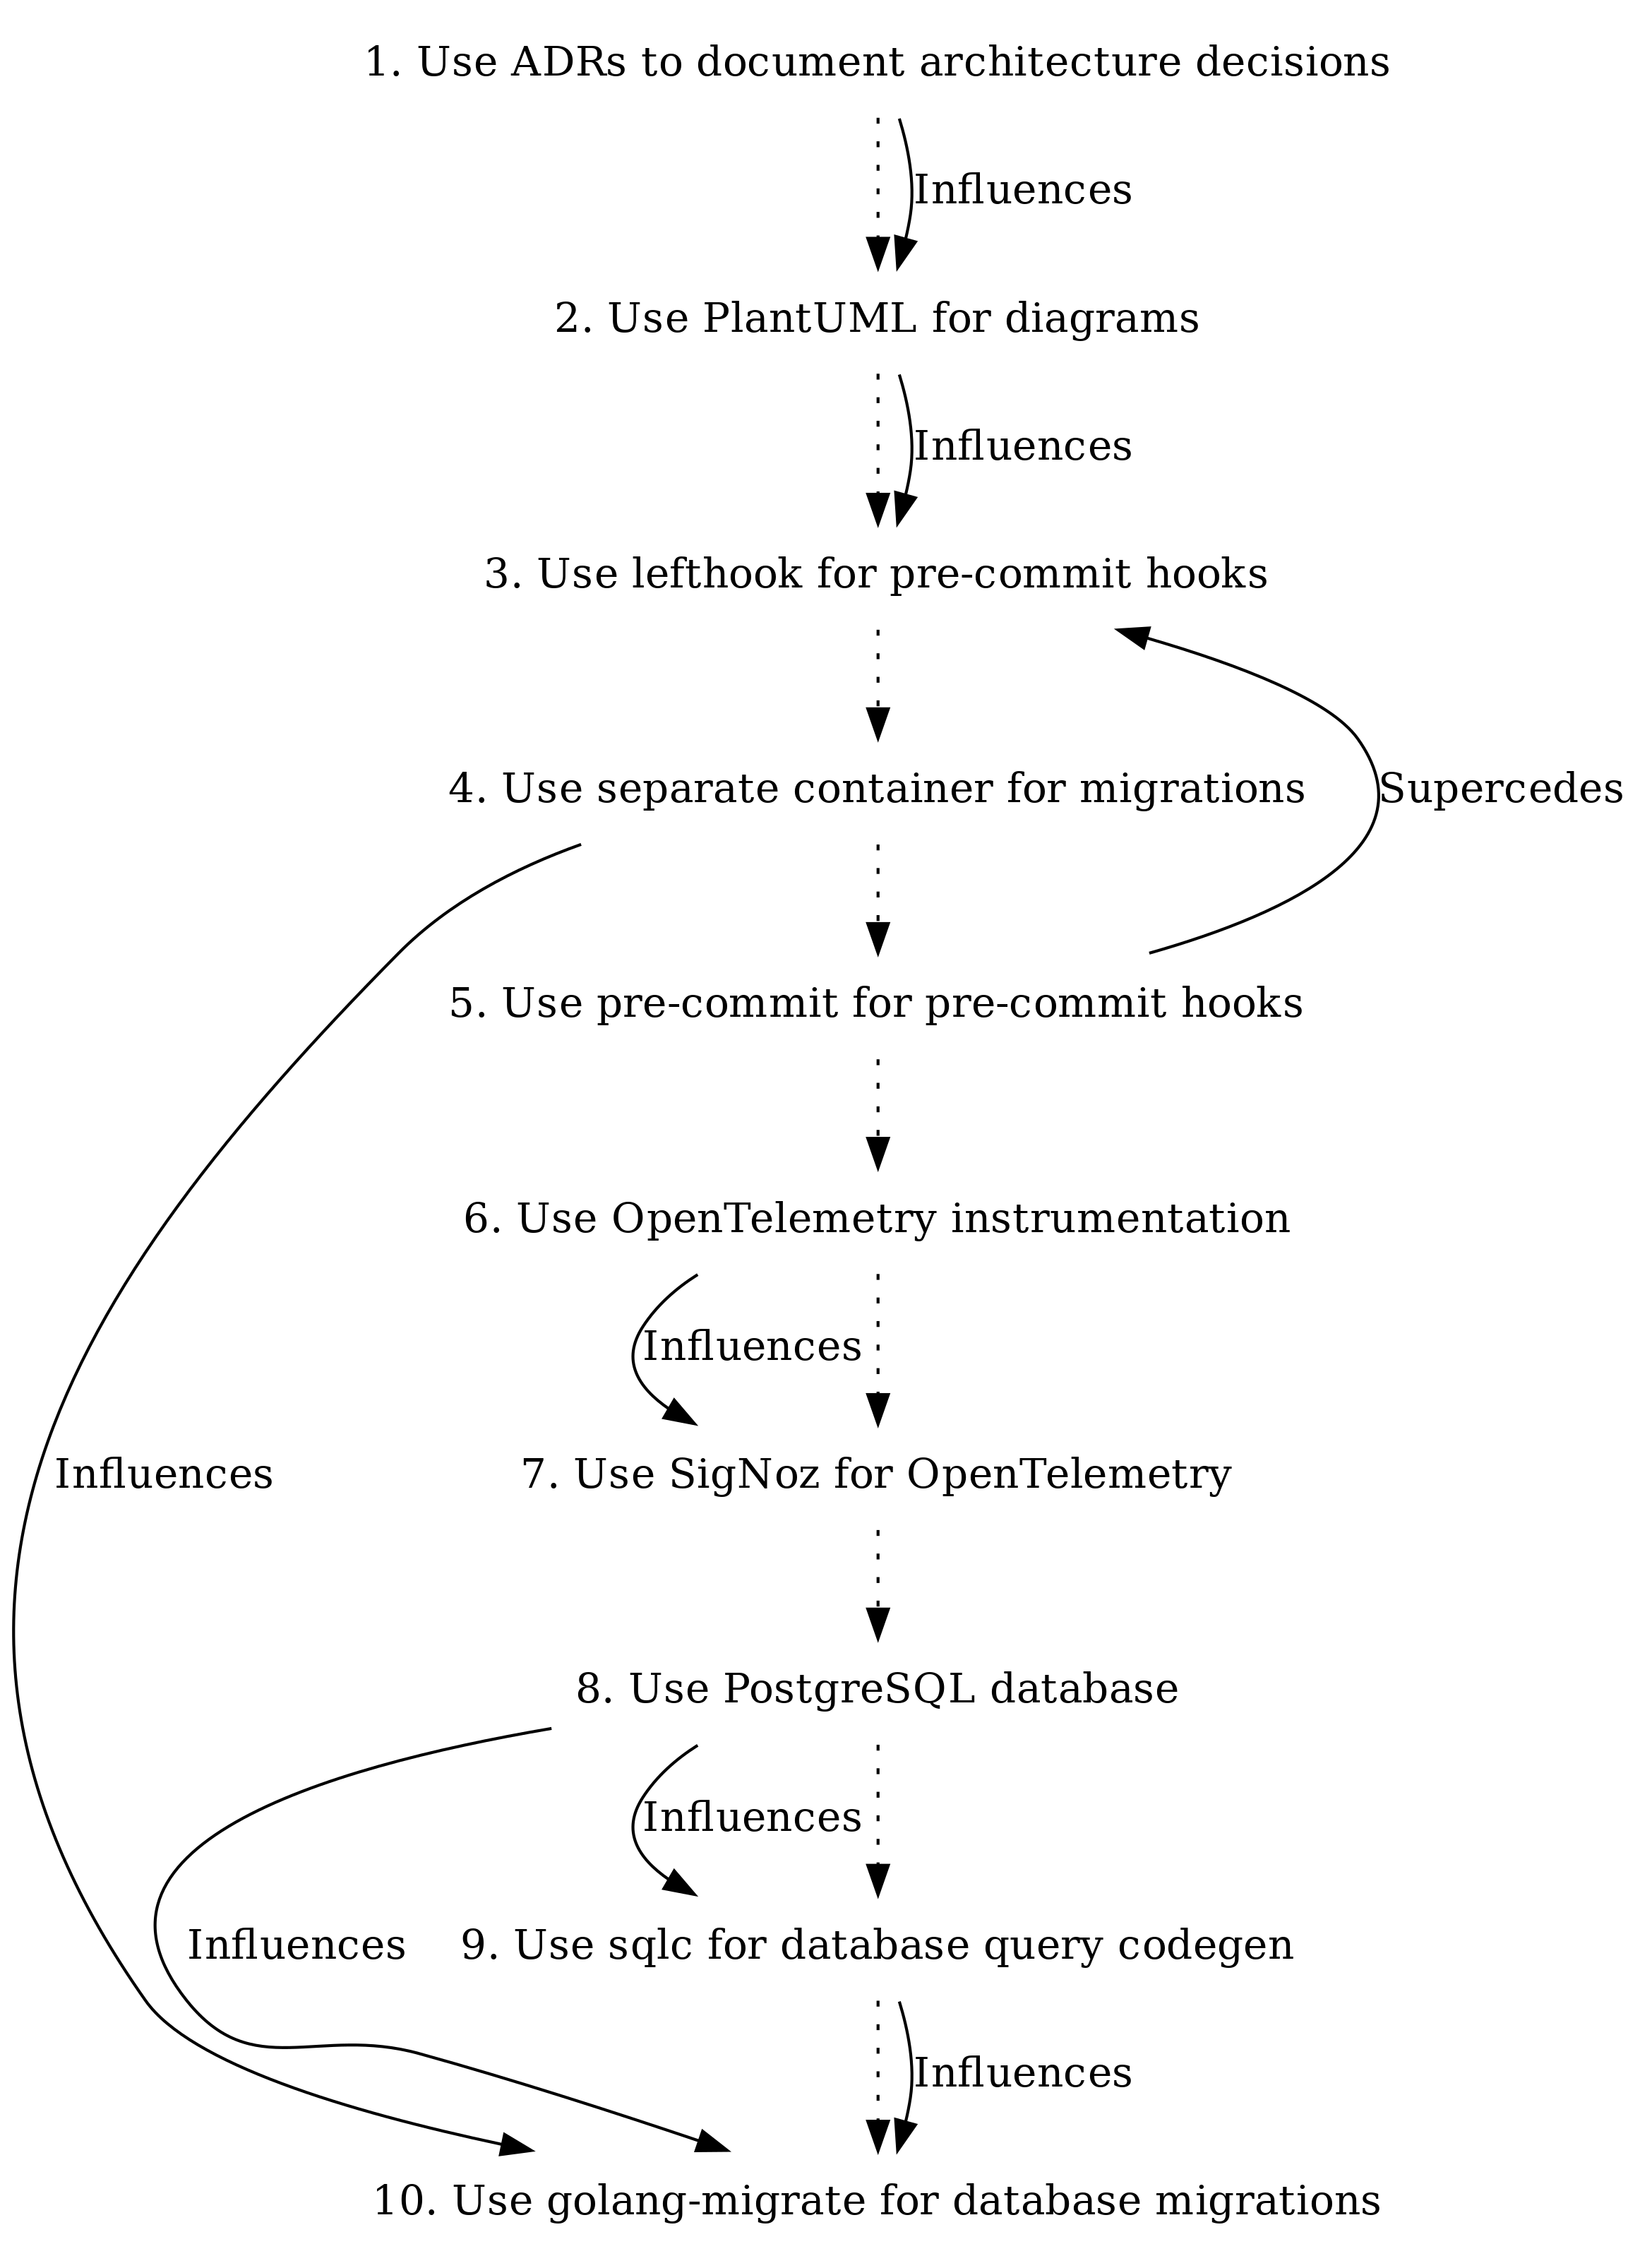 1. Use ADRs to document architecture decisions
Influences
2. Use PlantUML for diagrams
Influences
3. Use lefthook for pre-commit hooks
4. Use separate container for migrations
Supercedes
5. Use pre-commit for pre-commit hooks
6. Use OpenTelemetry instrumentation
Influences
Influences
7. Use SigNoz for OpenTelemetry
8. Use PostgreSQL database
Influences
Influences
9. Use sqlc for database query codegen
Influences
10. Use golang-migrate for database migrations